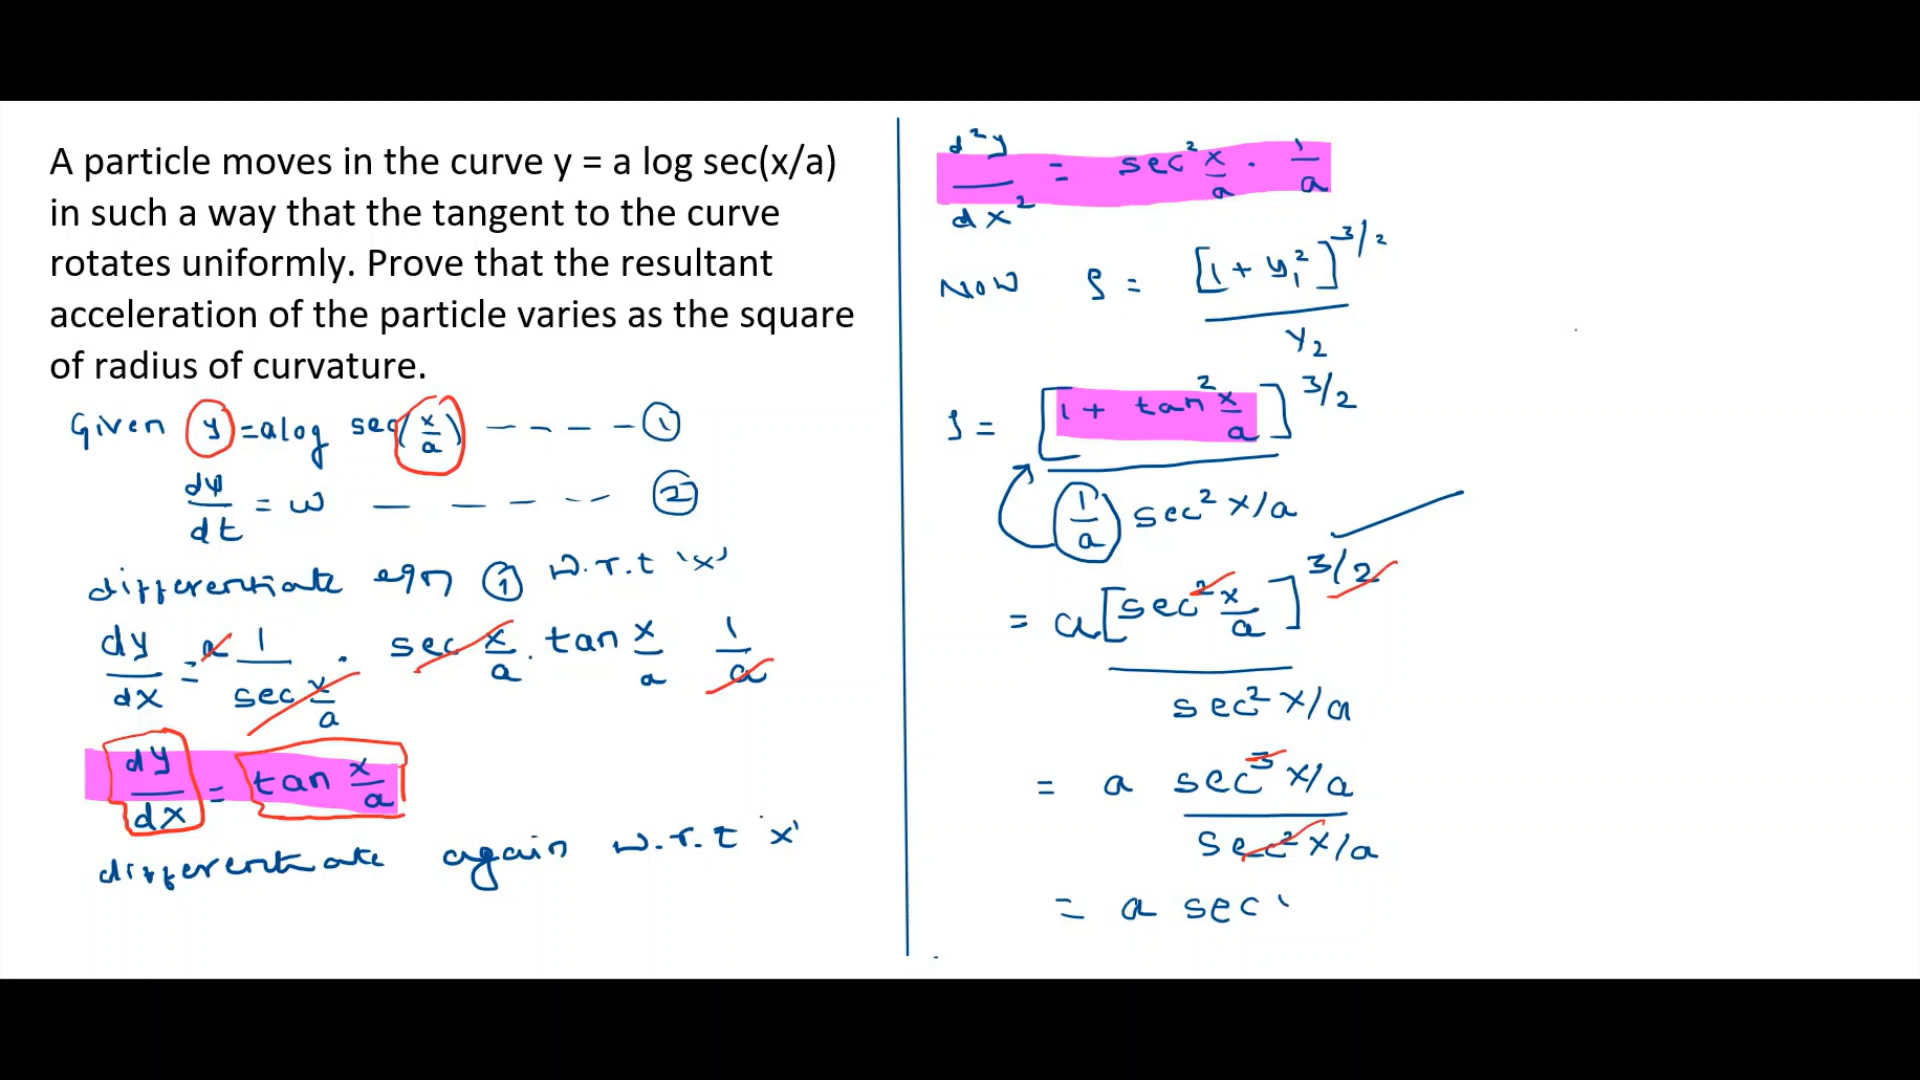 A particle moves in the curve y = a log sec(x/a)
in such a way that the tangent to the curve
rotates uniformly. Prove that the resultant
acceleration of the particle varies as the square
of radius of curvature.
Given y = a log sec(x/a) - - - - - ①
dψ/dt = ω - - - - - ②
differentiate eqn ① w.r.t 'x'
dy/dx = a 1/sec x/a . sec x/a . tan x/a 1/a
dy/dx = tan x/a
differentiate again w.r.t 'x'
d²y/dx² = sec² x/a . 1/a
Now ρ = [1 + y₁²]^3/2 / y₂
ρ = [1 + tan² x/a]^3/2 / 1/a sec² x/a
= a[sec² x/a]^3/2 / sec² x/a
= a sec³ x/a / sec² x/a
= a sec